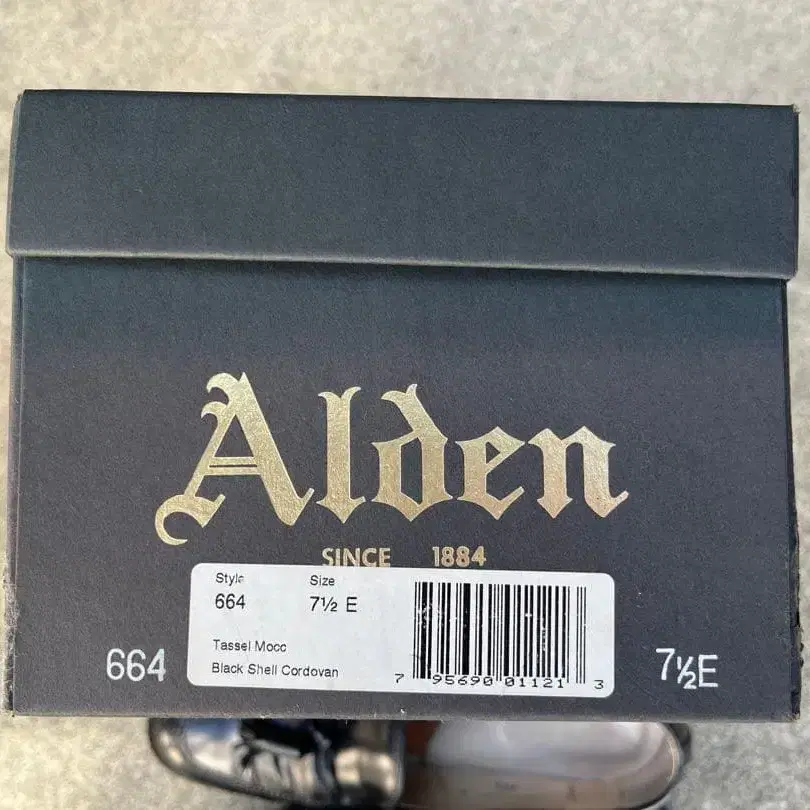 Alden
SINCE 1884
Style Size
664 7½ E
Tassel Mocc
Black Shell Cordovan
7 95690 01121 3
664 7½E